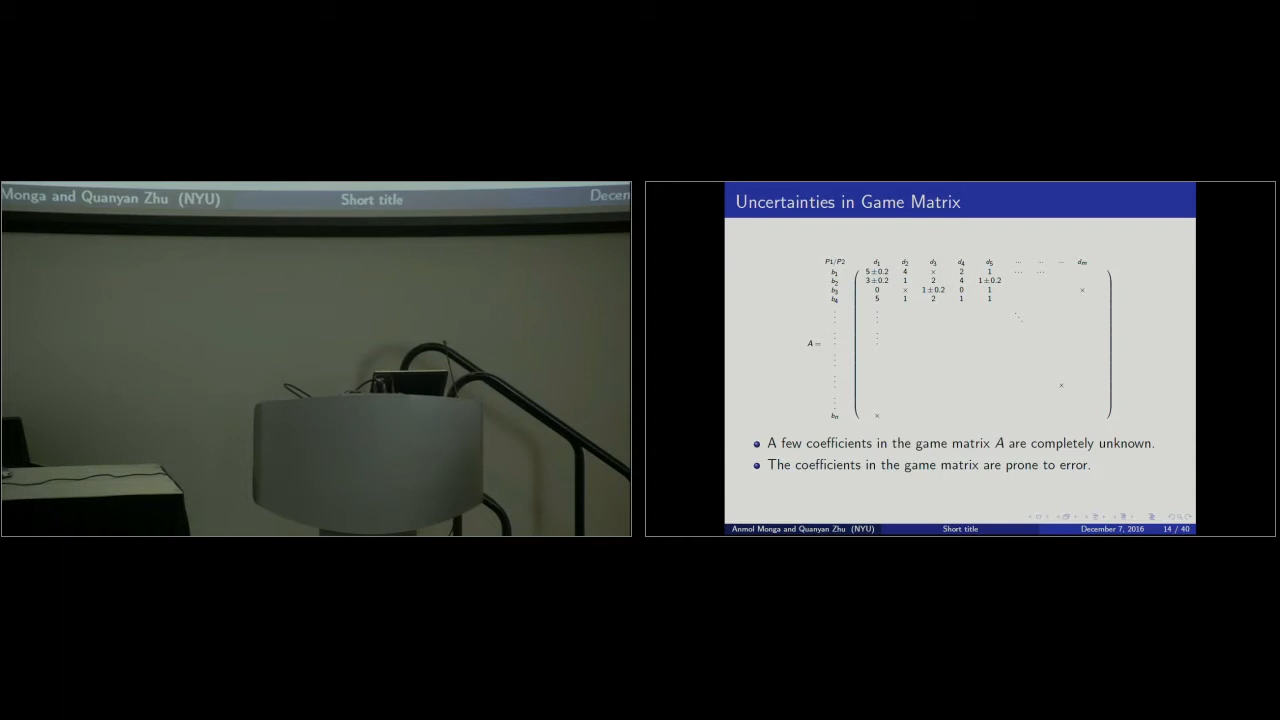 Monga and Quanyan Zhu (NYU) Short title Decen
Uncertainties in Game Matrix
P1/P2 d1 d2 d3 d4 d5 ... ... ... dm
b1 5±0.2 4 × 2 1 ... ...
b2 3±0.2 1 2 4 1±0.2
b3 0 × 1±0.2 0 1 ×
b4 5 1 2 1 1
A =
×
bn ×
A few coefficients in the game matrix A are completely unknown.
The coefficients in the game matrix are prone to error.
Anmol Monga and Quanyan Zhu (NYU) Short title December 7, 2016 14 / 40